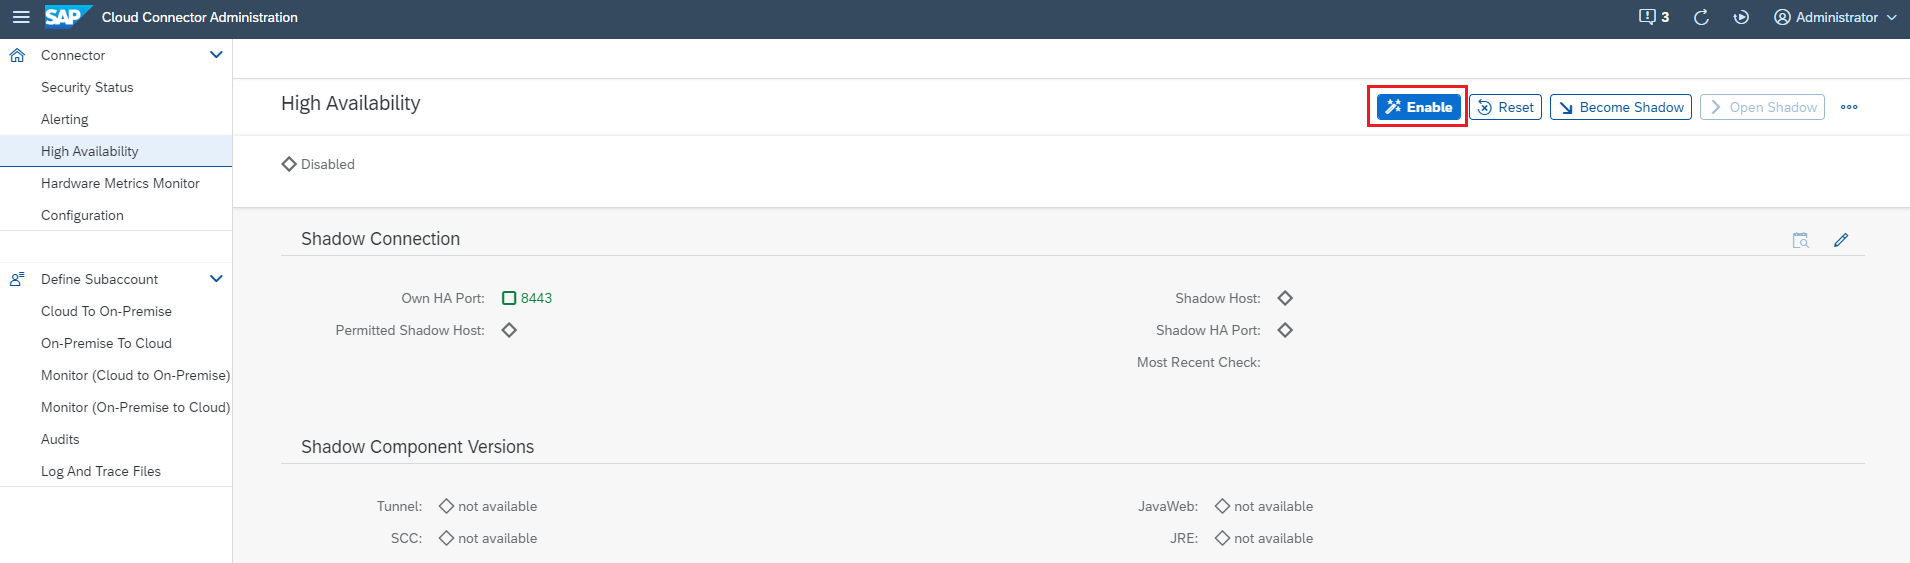 SAP Cloud Connector Administration
3
Administrator
Connector
Security Status
Alerting
High Availability
Hardware Metrics Monitor
Configuration
Define Subaccount
Cloud To On-Premise
On-Premise To Cloud
Monitor (Cloud to On-Premise)
Monitor (On-Premise to Cloud)
Audits
Log And Trace Files
High Availability
Enable
Reset
Become Shadow
Open Shadow
Disabled
Shadow Connection
Own HA Port: 8443
Permitted Shadow Host:
Shadow Host:
Shadow HA Port:
Most Recent Check:
Shadow Component Versions
Tunnel: not available
SCC: not available
JavaWeb: not available
JRE: not available